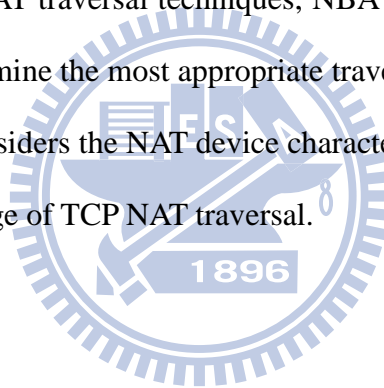 AT traversal techniques, NBA
mine the most appropriate trave
siders the NAT device characte
ge of TCP NAT traversal.
E S
8
1896